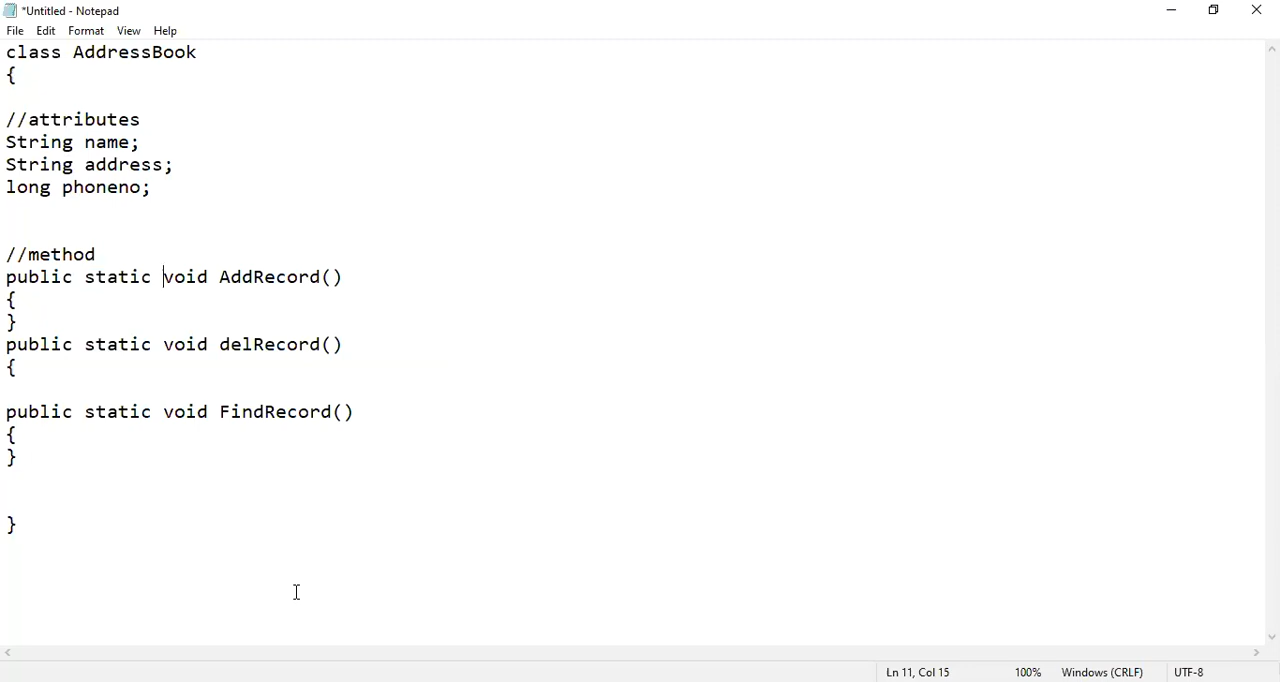 *Untitled - Notepad
File Edit Format View Help
class AddressBook
{
//attributes
String name;
String address;
long phoneno;
//method
public static void AddRecord()
{
}
public static void delRecord()
{
public static void FindRecord()
{
}
}
Ln 11, Col 15 100% Windows (CRLF) UTF-8